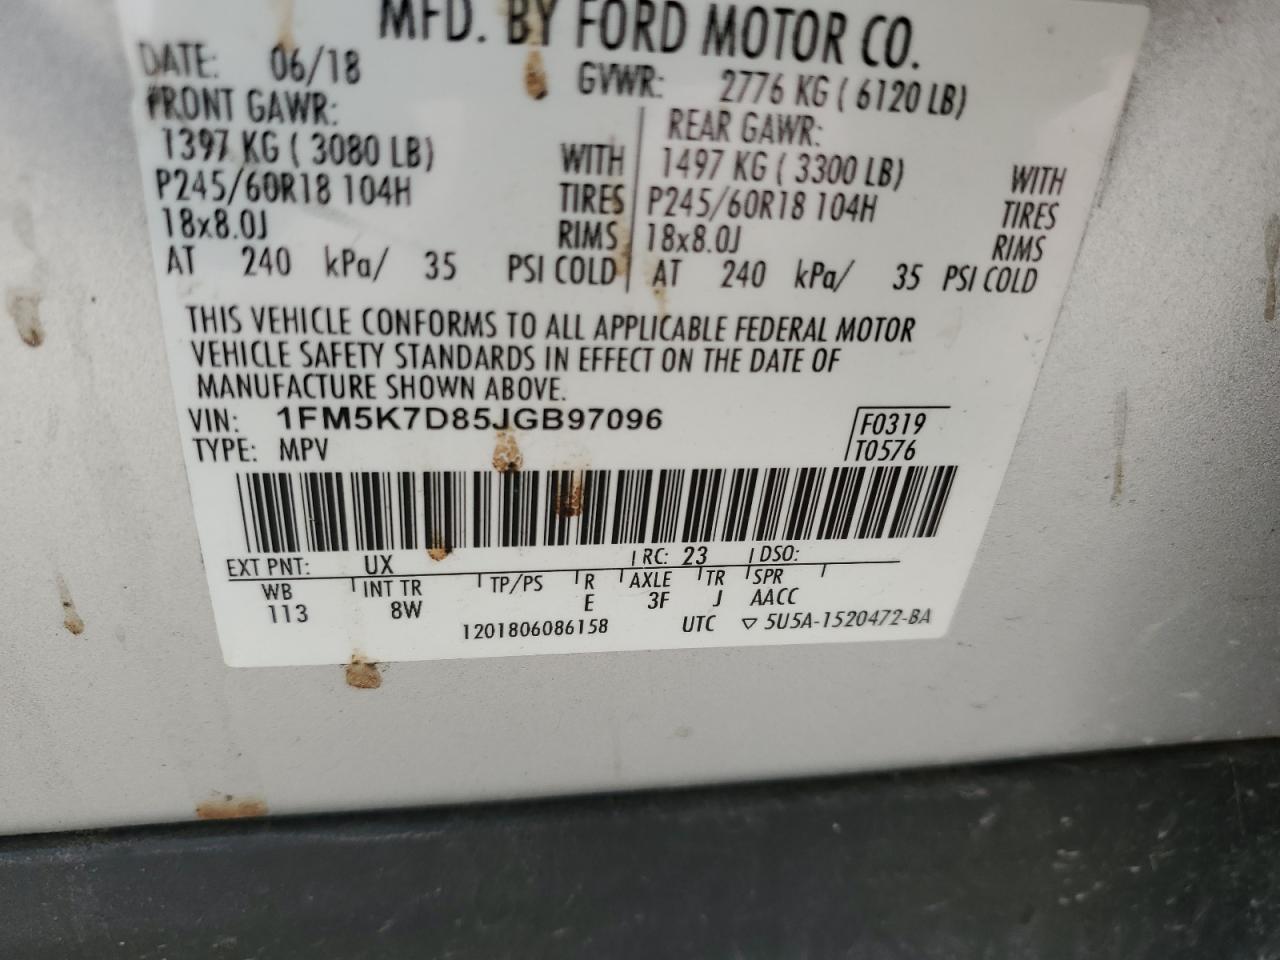 MFD. BY FORD MOTOR CO.
DATE: 06/18 GVWR: 2776 KG ( 6120 LB)
FRONT GAWR: REAR GAWR:
1397 KG ( 3080 LB) WITH 1497 KG ( 3300 LB) WITH
P245/60R18 104H TIRES P245/60R18 104H TIRES
18x8.0J RIMS 18x8.0J RIMS
AT 240 kPa/ 35 PSI COLD AT 240 kPa/ 35 PSI COLD
THIS VEHICLE CONFORMS TO ALL APPLICABLE FEDERAL MOTOR
VEHICLE SAFETY STANDARDS IN EFFECT ON THE DATE OF
MANUFACTURE SHOWN ABOVE.
VIN: 1FM5K7D85JGB97096 F0319
TYPE: MPV T0576
EXT PNT: UX RC: 23 DSO:
WB INT TR TP/PS R AXLE TR SPR
113 8W E 3F J AACC
1201806086158 UTC ▽ 5U5A-1520472-BA